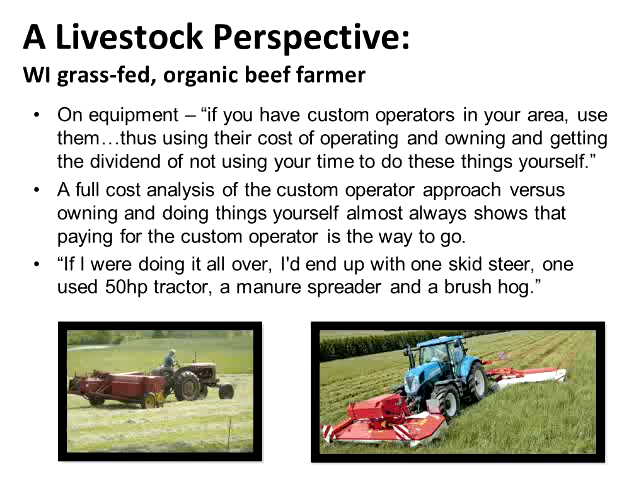 A Livestock Perspective:
WI grass-fed, organic beef farmer
• On equipment – “if you have custom operators in your area, use
them…thus using their cost of operating and owning and getting
the dividend of not using your time to do these things yourself.”
• A full cost analysis of the custom operator approach versus
owning and doing things yourself almost always shows that
paying for the custom operator is the way to go.
• “If I were doing it all over, I'd end up with one skid steer, one
used 50hp tractor, a manure spreader and a brush hog.”